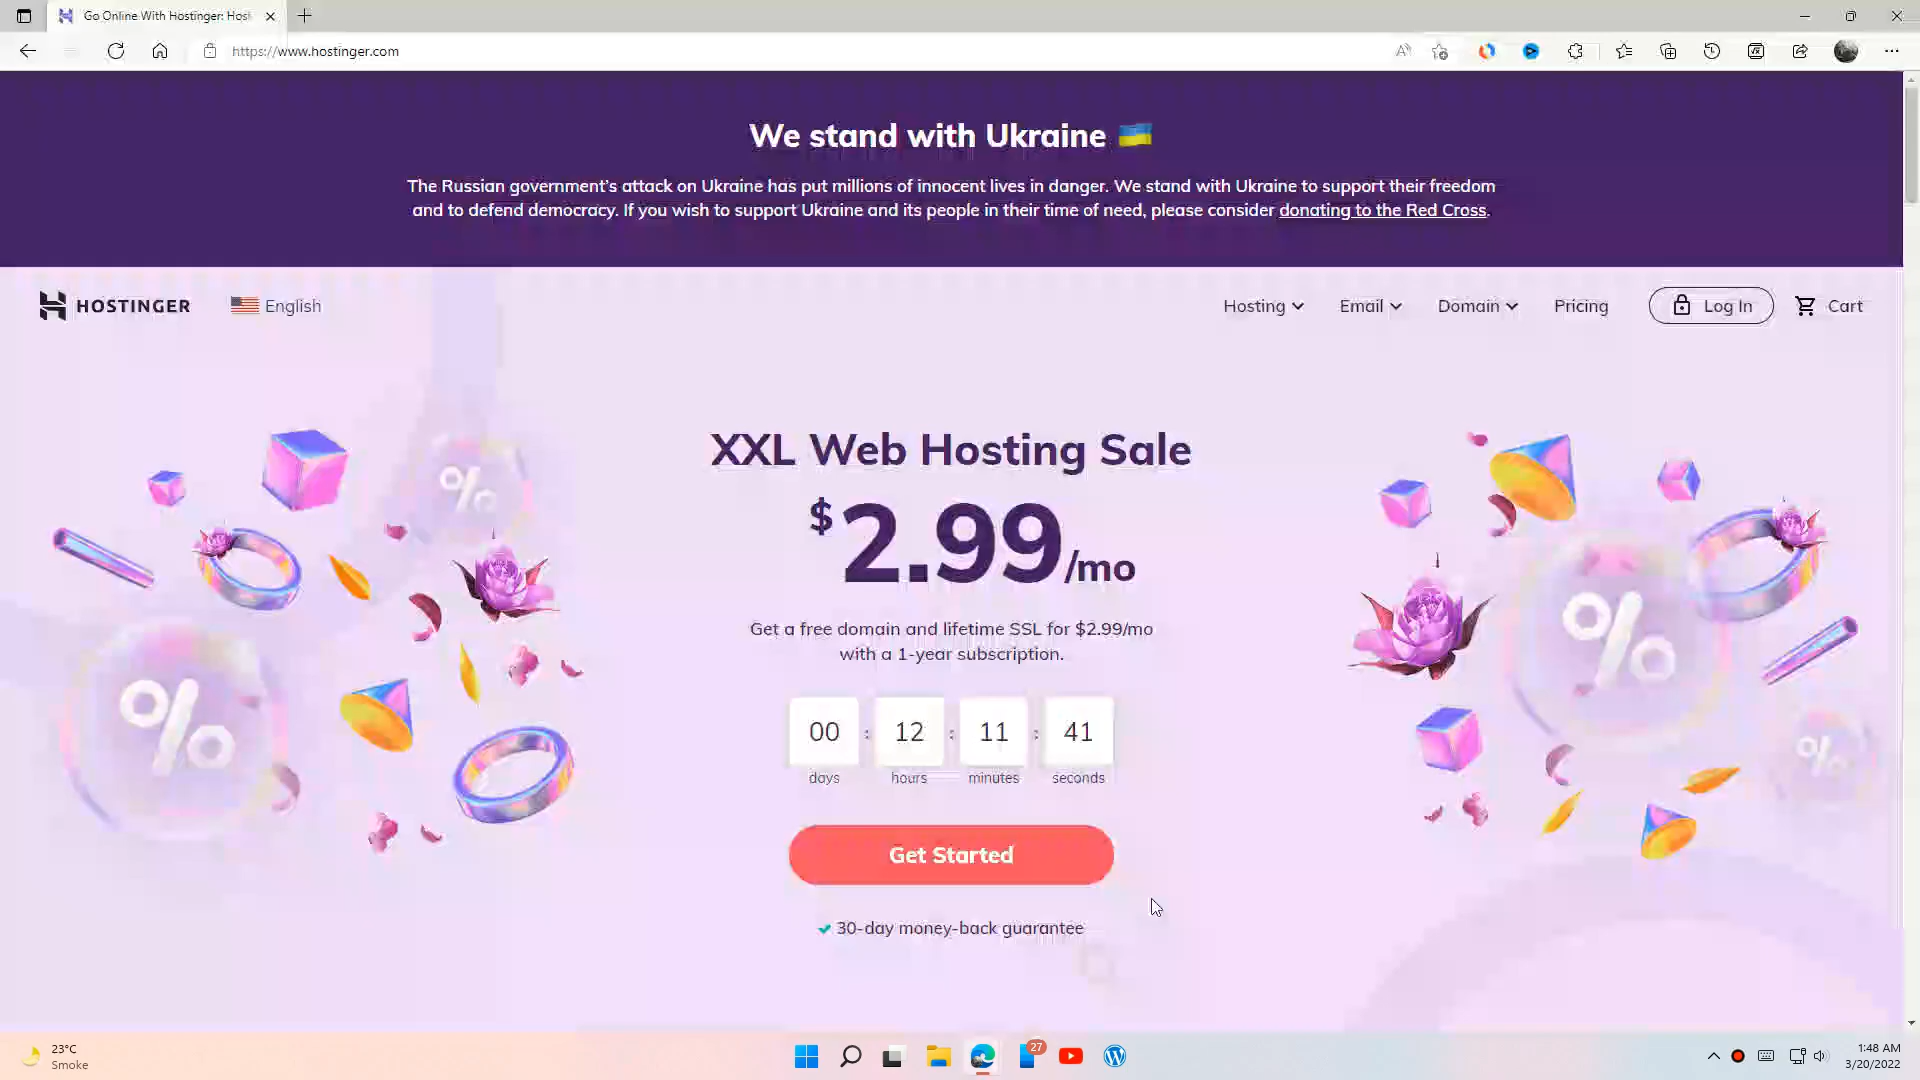 Go Online With Hostinger: Host
https://www.hostinger.com
We stand with Ukraine
The Russian government's attack on Ukraine has put millions of innocent lives in danger. We stand with Ukraine to support their freedom
and to defend democracy. If you wish to support Ukraine and its people in their time of need, please consider donating to the Red Cross.
HOSTINGER English Hosting Email Domain Pricing Log In Cart
XXL Web Hosting Sale
$2.99/mo
Get a free domain and lifetime SSL for $2.99/mo
with a 1-year subscription.
00 : 12 : 11 : 41
days hours minutes seconds
Get Started
30-day money-back guarantee
% % % %
23°C
Smoke
27
1:48 AM
3/20/2022